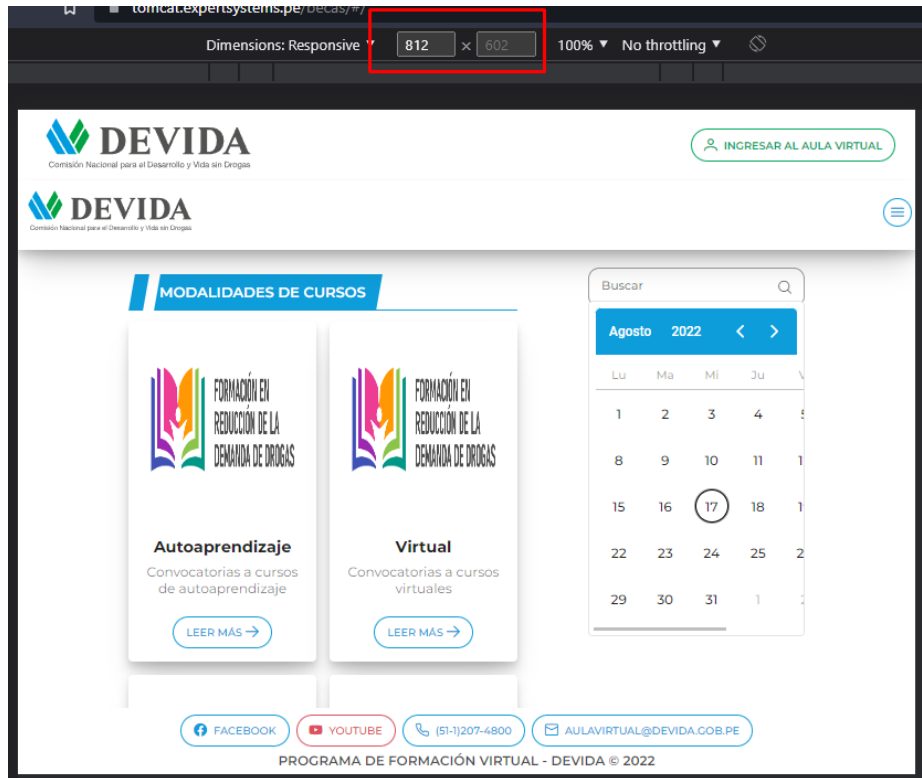 tomcat.expertsystems.pe/becas/#/
Dimensions: Responsive ▼ 812 × 602 100% ▼ No throttling ▼
DEVIDA
Comisión Nacional para el Desarrollo y Vida sin Drogas
INGRESAR AL AULA VIRTUAL
DEVIDA
Comisión Nacional para el Desarrollo y Vida sin Drogas
MODALIDADES DE CURSOS
Buscar
Agosto 2022
Lu Ma Mi Ju
1 2 3 4
8 9 10 11
15 16 17 18
22 23 24 25
29 30 31 1
FORMACIÓN EN
REDUCCIÓN DE LA
DEMANDA DE DROGAS
FORMACIÓN EN
REDUCCIÓN DE LA
DEMANDA DE DROGAS
Autoaprendizaje
Convocatorias a cursos
de autoaprendizaje
LEER MÁS
Virtual
Convocatorias a cursos
virtuales
LEER MÁS
FACEBOOK
YOUTUBE
(51-1)207-4800
AULAVIRTUAL@DEVIDA.GOB.PE
PROGRAMA DE FORMACIÓN VIRTUAL - DEVIDA © 2022